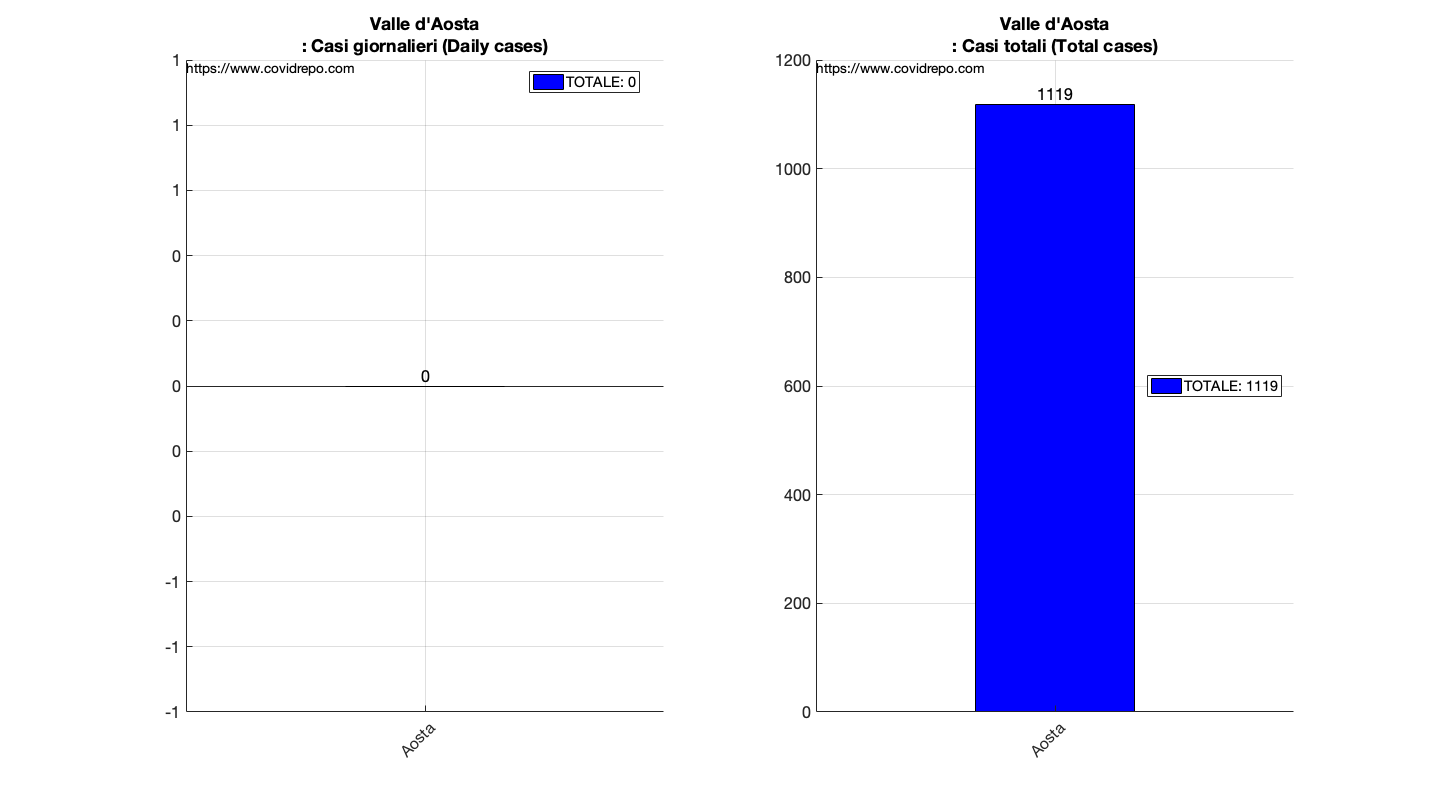 Valle d'Aosta
: Casi giornalieri (Daily cases)
https://www.covidrepo.com
TOTALE: 0
1
1
1
0
0
0
0
0
-1
-1
-1
0
Aosta
Valle d'Aosta
: Casi totali (Total cases)
https://www.covidrepo.com
1119
TOTALE: 1119
1200
1000
800
600
400
200
0
Aosta